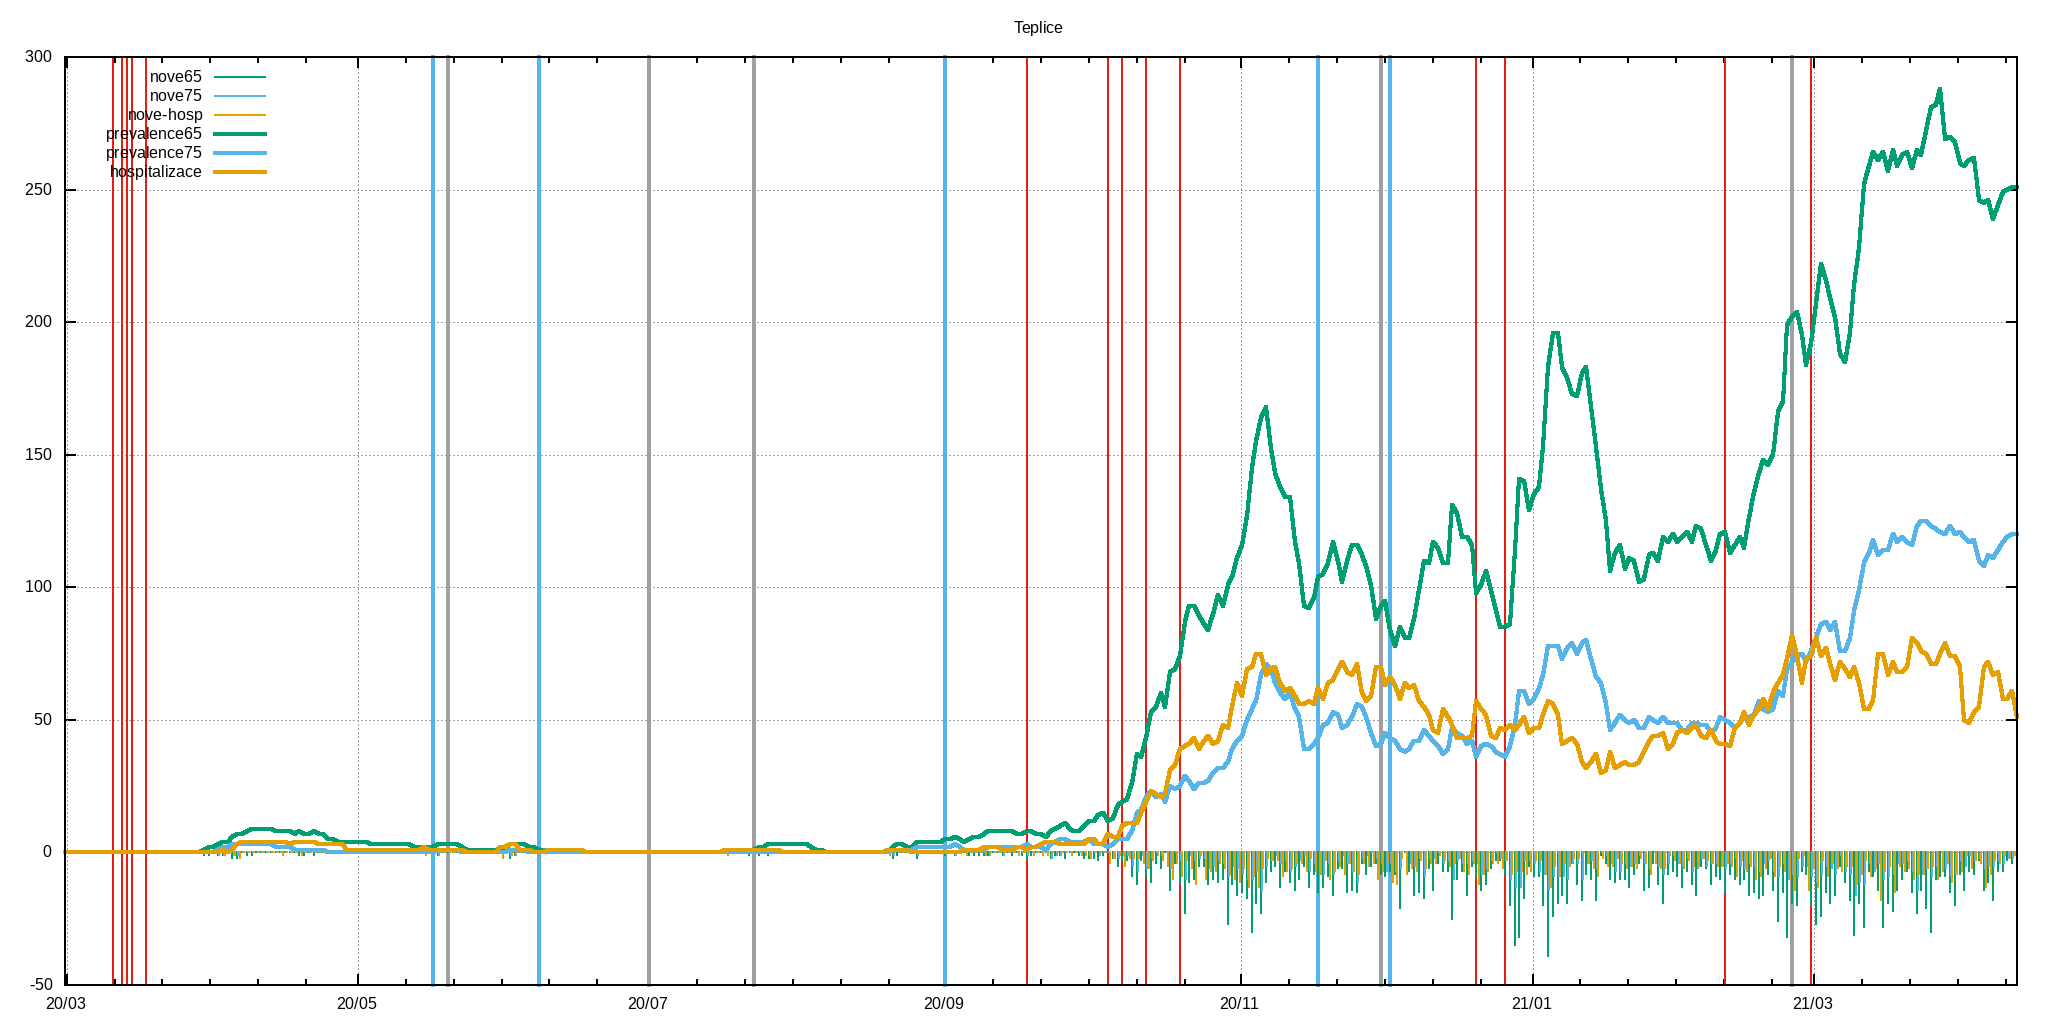 Teplice
300
250
200
150
100
50
0
-50
nove65
nove75
nove-hosp
prevalence65
prevalence75
hospitalizace
20/03 20/05 20/07 20/09 20/11 21/01 21/03